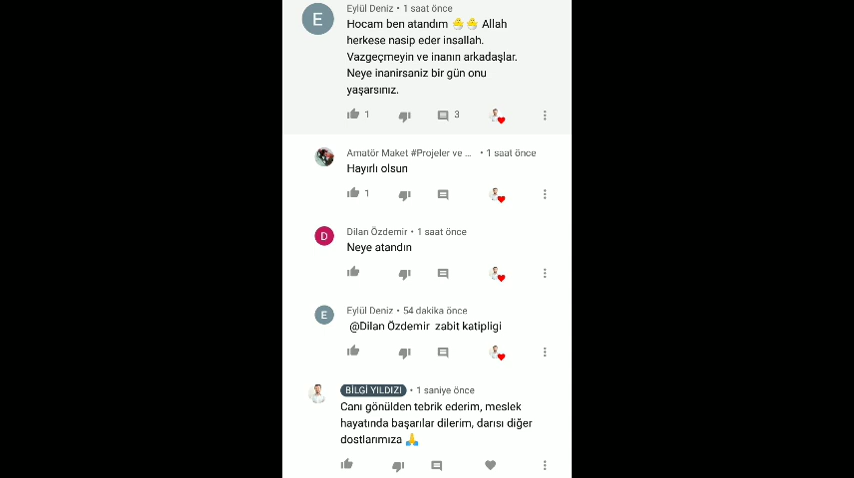 Eylül Deniz • 1 saat önce
Hocam ben atandım 🐣🐣 Allah
herkese nasip eder insallah.
Vazgeçmeyin ve inanın arkadaşlar.
Neye inanirsaniz bir gün onu
yaşarsınız.
1 3
Amatör Maket #Projeler ve ... • 1 saat önce
Hayırlı olsun
1
Dilan Özdemir • 1 saat önce
Neye atandın
Eylül Deniz • 54 dakika önce
@Dilan Özdemir zabit katipligi
BİLGİ YILDIZI • 1 saniye önce
Canı gönülden tebrik ederim, meslek
hayatında başarılar dilerim, darısı diğer
dostlarımıza 🙏